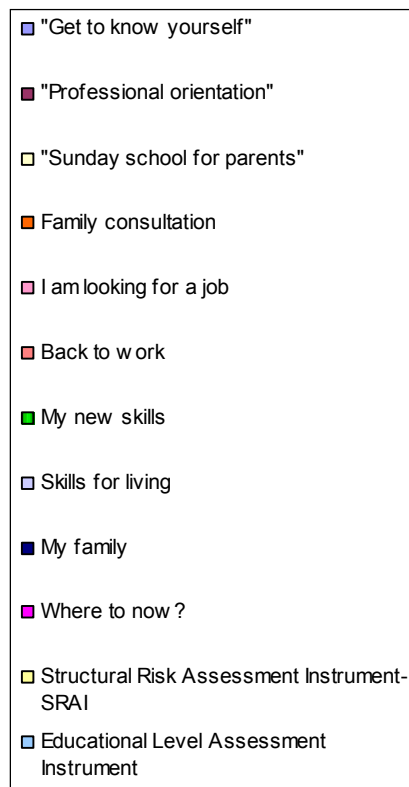 "Get to know yourself"
"Professional orientation"
"Sunday school for parents"
Family consultation
I am looking for a job
Back to work
My new skills
Skills for living
My family
Where to now?
Structural Risk Assessment Instrument-
SRAI
Educational Level Assessment
Instrument